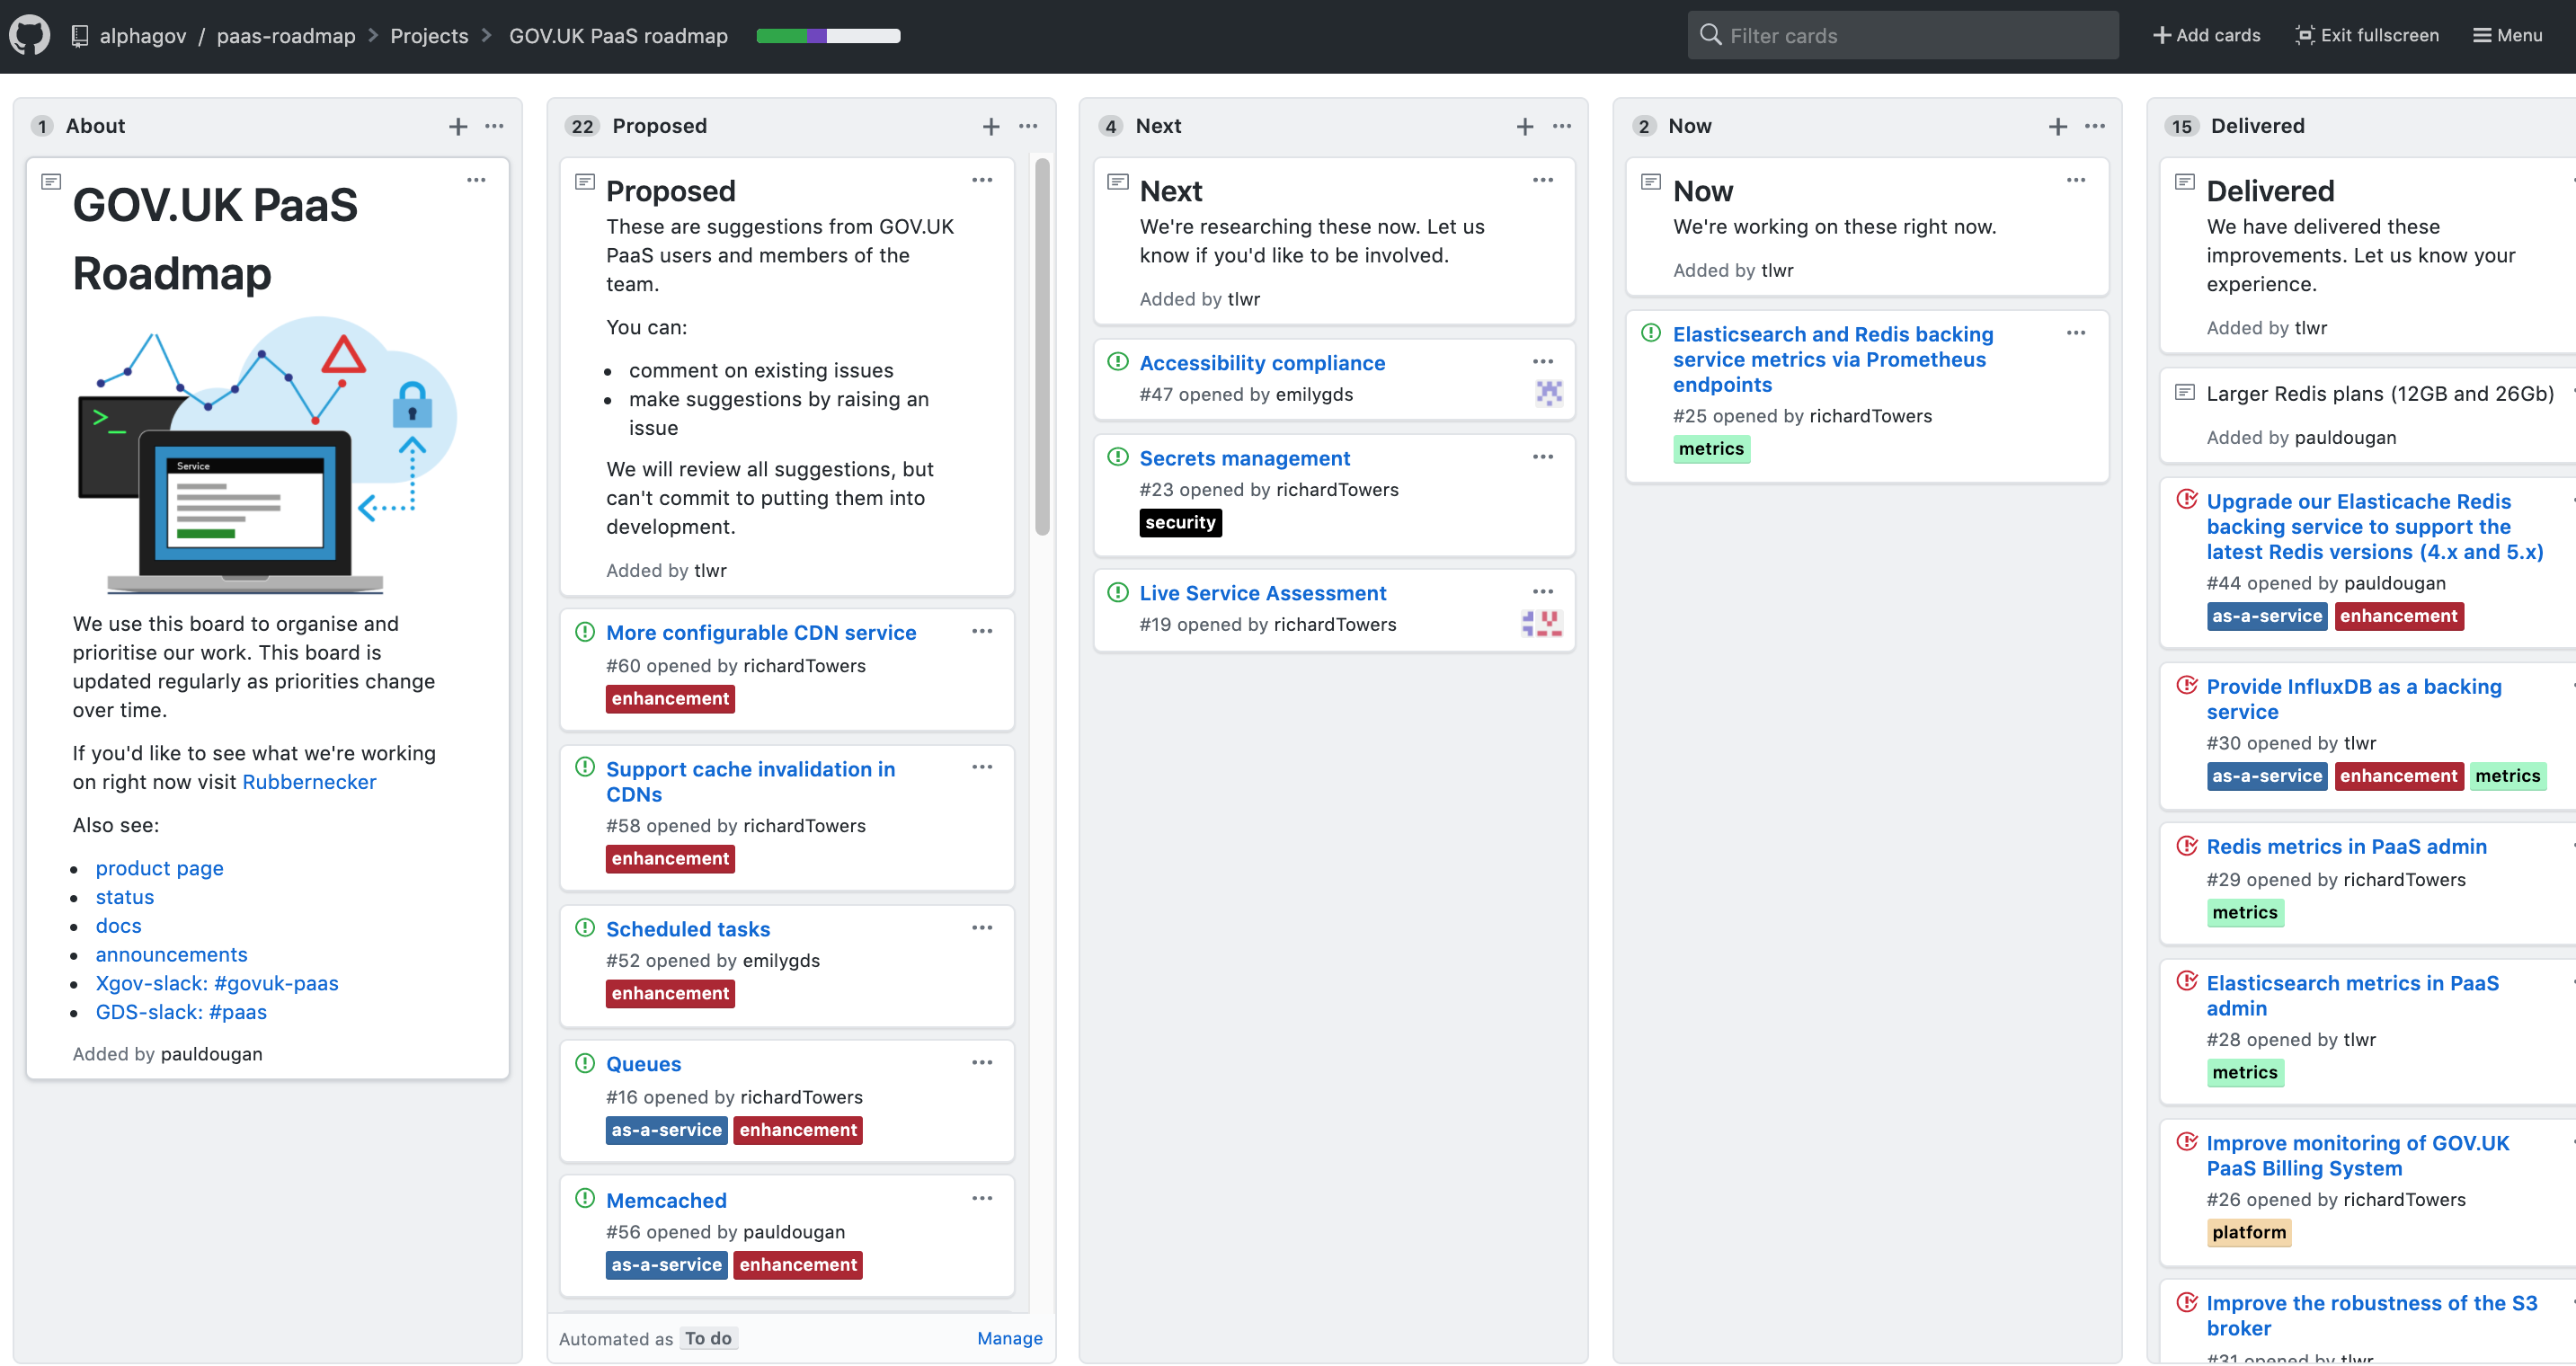 alphagov / paas-roadmap > Projects > GOV.UK PaaS roadmap
Filter cards
Add cards
Exit fullscreen
Menu
1 About
GOV.UK PaaS
Roadmap
>_
Service
We use this board to organise and
prioritise our work. This board is
updated regularly as priorities change
over time.
If you'd like to see what we're working
on right now visit Rubbernecker
Also see:
product page
status
docs
announcements
Xgov-slack: #govuk-paas
GDS-slack: #paas
Added by pauldougan
22 Proposed
Proposed
These are suggestions from GOV.UK
PaaS users and members of the
team.
You can:
comment on existing issues
make suggestions by raising an
issue
We will review all suggestions, but
can't commit to putting them into
development.
Added by tlwr
More configurable CDN service
#60 opened by richardTowers
enhancement
Support cache invalidation in
CDNs
#58 opened by richardTowers
enhancement
Scheduled tasks
#52 opened by emilygds
enhancement
Queues
#16 opened by richardTowers
as-a-service enhancement
Memcached
#56 opened by pauldougan
as-a-service enhancement
Automated as To do
Manage
4 Next
Next
We're researching these now. Let us
know if you'd like to be involved.
Added by tlwr
Accessibility compliance
#47 opened by emilygds
Secrets management
#23 opened by richardTowers
security
Live Service Assessment
#19 opened by richardTowers
2 Now
Now
We're working on these right now.
Added by tlwr
Elasticsearch and Redis backing
service metrics via Prometheus
endpoints
#25 opened by richardTowers
metrics
15 Delivered
Delivered
We have delivered these
improvements. Let us know your
experience.
Added by tlwr
Larger Redis plans (12GB and 26Gb)
Added by pauldougan
Upgrade our Elasticache Redis
backing service to support the
latest Redis versions (4.x and 5.x)
#44 opened by pauldougan
as-a-service enhancement
Provide InfluxDB as a backing
service
#30 opened by tlwr
as-a-service enhancement metrics
Redis metrics in PaaS admin
#29 opened by richardTowers
metrics
Elasticsearch metrics in PaaS
admin
#28 opened by tlwr
metrics
Improve monitoring of GOV.UK
PaaS Billing System
#26 opened by richardTowers
platform
Improve the robustness of the S3
broker
#31 opened by tlwr